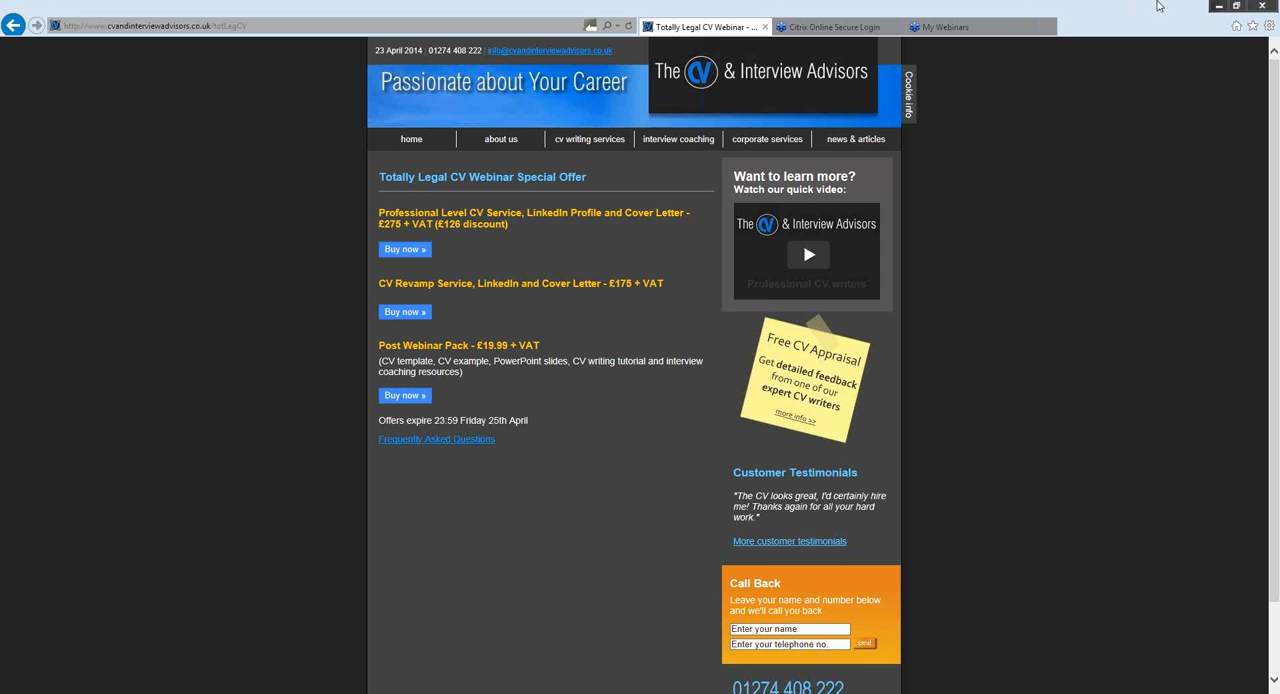 http://www.cvandinterviewadvisors.co.uk/?totLegCV
Totally Legal CV Webinar - ...
Citrix Online Secure Login
My Webinars
23 April 2014 | 01274 408 222 | info@cvandinterviewadvisors.co.uk
Passionate about Your Career
The CV & Interview Advisors
Cookie info
home
about us
cv writing services
interview coaching
corporate services
news & articles
Totally Legal CV Webinar Special Offer
Professional Level CV Service, LinkedIn Profile and Cover Letter -
£275 + VAT (£126 discount)
Buy now »
CV Revamp Service, LinkedIn and Cover Letter - £175 + VAT
Buy now »
Post Webinar Pack - £19.99 + VAT
(CV template, CV example, PowerPoint slides, CV writing tutorial and interview
coaching resources)
Buy now »
Offers expire 23:59 Friday 25th April
Frequently Asked Questions
Want to learn more?
Watch our quick video:
The CV & Interview Advisors
Professional CV writers
Free CV Appraisal
Get detailed feedback
from one of our
expert CV writers
more info >>
Customer Testimonials
"The CV looks great, I'd certainly hire
me! Thanks again for all your hard
work."
More customer testimonials
Call Back
Leave your name and number below
and we'll call you back
Enter your name
Enter your telephone no.
send
01274 408 222